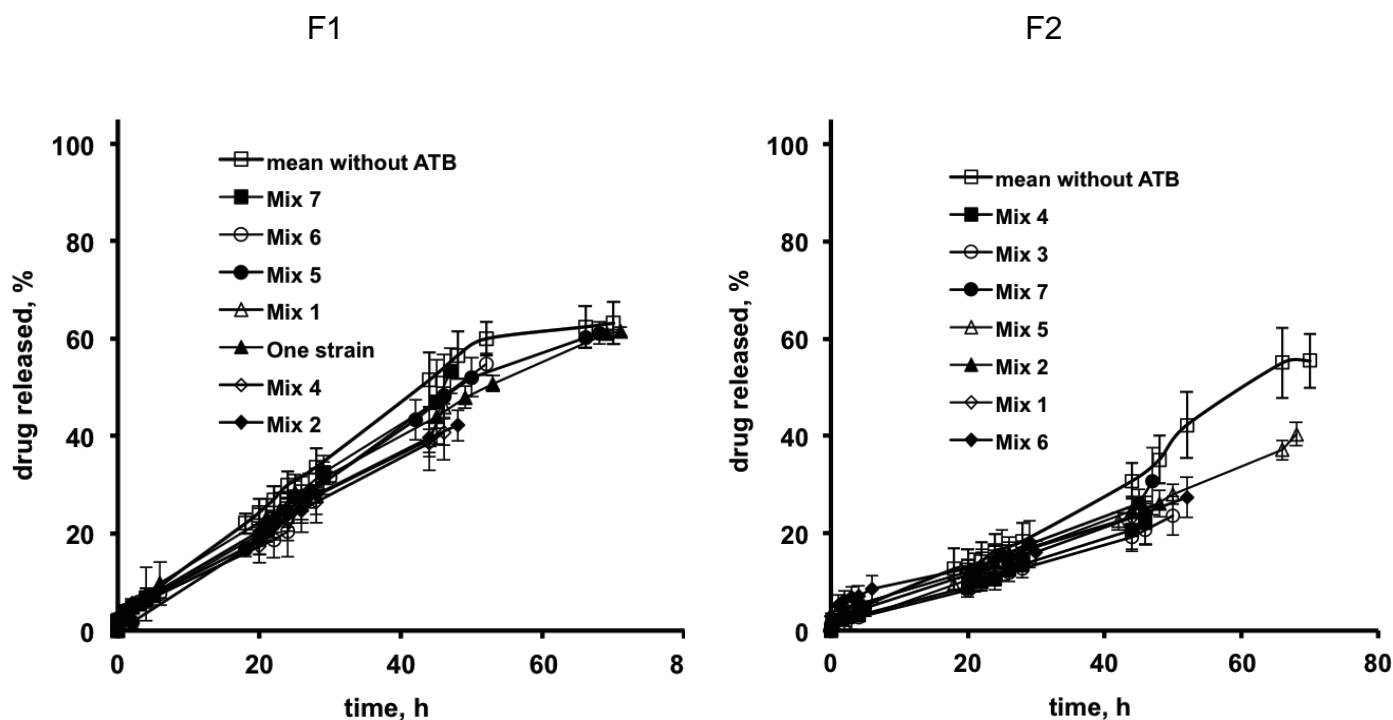 F1
100
80
60
40
20
0
0 20 40 60 8
drug released, %
time, h
mean without ATB
Mix 7
Mix 6
Mix 5
Mix 1
One strain
Mix 4
Mix 2
F2
100
80
60
40
20
0
0 20 40 60 80
drug released, %
time, h
mean without ATB
Mix 4
Mix 3
Mix 7
Mix 5
Mix 2
Mix 1
Mix 6